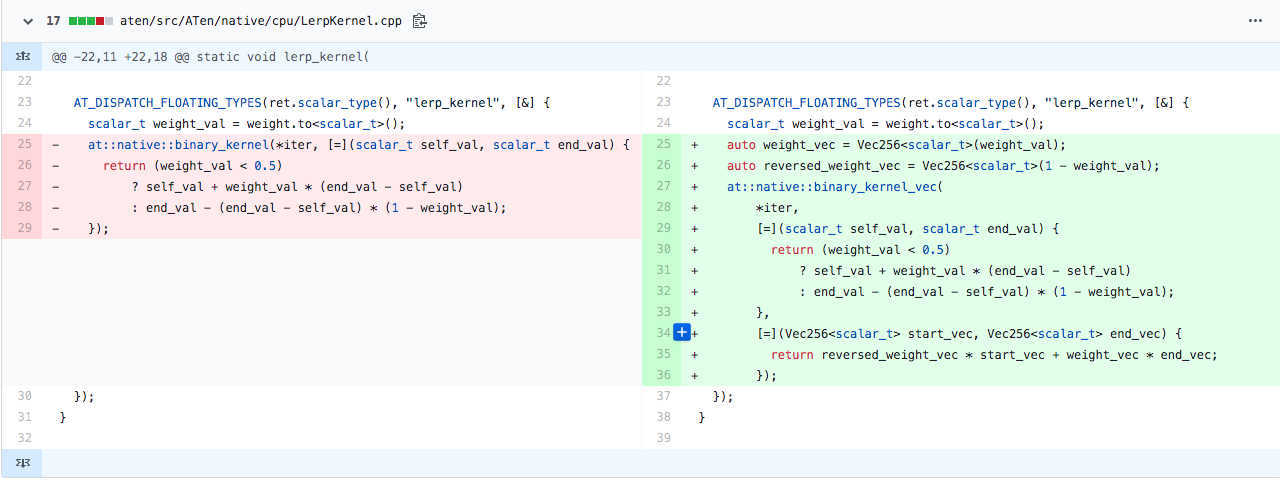 17 aten/src/ATen/native/cpu/LerpKernel.cpp
@@ -22,11 +22,18 @@ static void lerp_kernel(
22
23 AT_DISPATCH_FLOATING_TYPES(ret.scalar_type(), "lerp_kernel", [&] {
24 scalar_t weight_val = weight.to<scalar_t>();
25 - at::native::binary_kernel(*iter, [=](scalar_t self_val, scalar_t end_val) {
26 - return (weight_val < 0.5)
27 - ? self_val + weight_val * (end_val - self_val)
28 - : end_val - (end_val - self_val) * (1 - weight_val);
29 - });
30 });
31 }
32
22
23 AT_DISPATCH_FLOATING_TYPES(ret.scalar_type(), "lerp_kernel", [&] {
24 scalar_t weight_val = weight.to<scalar_t>();
25 + auto weight_vec = Vec256<scalar_t>(weight_val);
26 + auto reversed_weight_vec = Vec256<scalar_t>(1 - weight_val);
27 + at::native::binary_kernel_vec(
28 + *iter,
29 + [=](scalar_t self_val, scalar_t end_val) {
30 + return (weight_val < 0.5)
31 + ? self_val + weight_val * (end_val - self_val)
32 + : end_val - (end_val - self_val) * (1 - weight_val);
33 + },
34 + [=](Vec256<scalar_t> start_vec, Vec256<scalar_t> end_vec) {
35 + return reversed_weight_vec * start_vec + weight_vec * end_vec;
36 + });
37 });
38 }
39